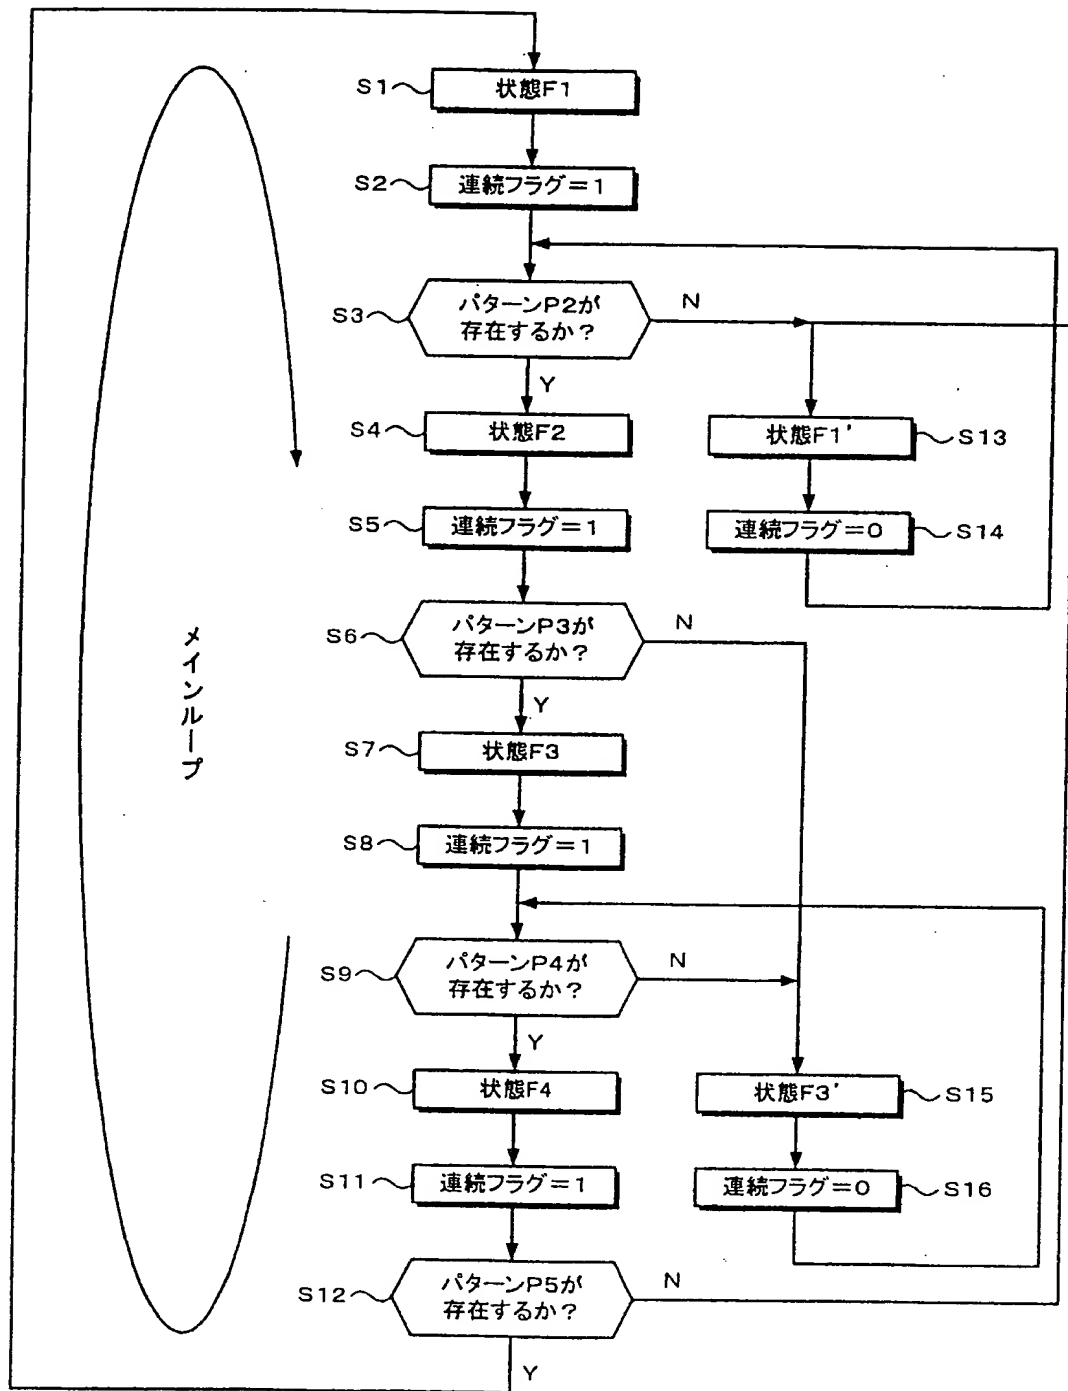 S1
状態F1
S2
連続フラグ=1
S3
パターンP2が
存在するか?
N
Y
S4
状態F2
状態F1'
S13
S5
連続フラグ=1
連続フラグ=0
S14
S6
パターンP3が
存在するか?
N
Y
メインループ
S7
状態F3
S8
連続フラグ=1
S9
パターンP4が
存在するか?
N
Y
S10
状態F4
状態F3'
S15
S11
連続フラグ=1
連続フラグ=0
S16
S12
パターンP5が
存在するか?
N
Y